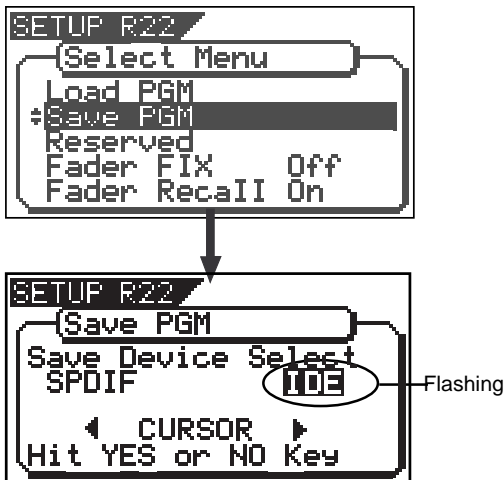 SETUP R22
Select Menu
Load PGM
Save PGM
Reserved
Fader FIX Off
Fader Recall On
SETUP R22
Save PGM
Save Device Select
SPDIF IDE
Flashing
CURSOR
Hit YES or NO Key